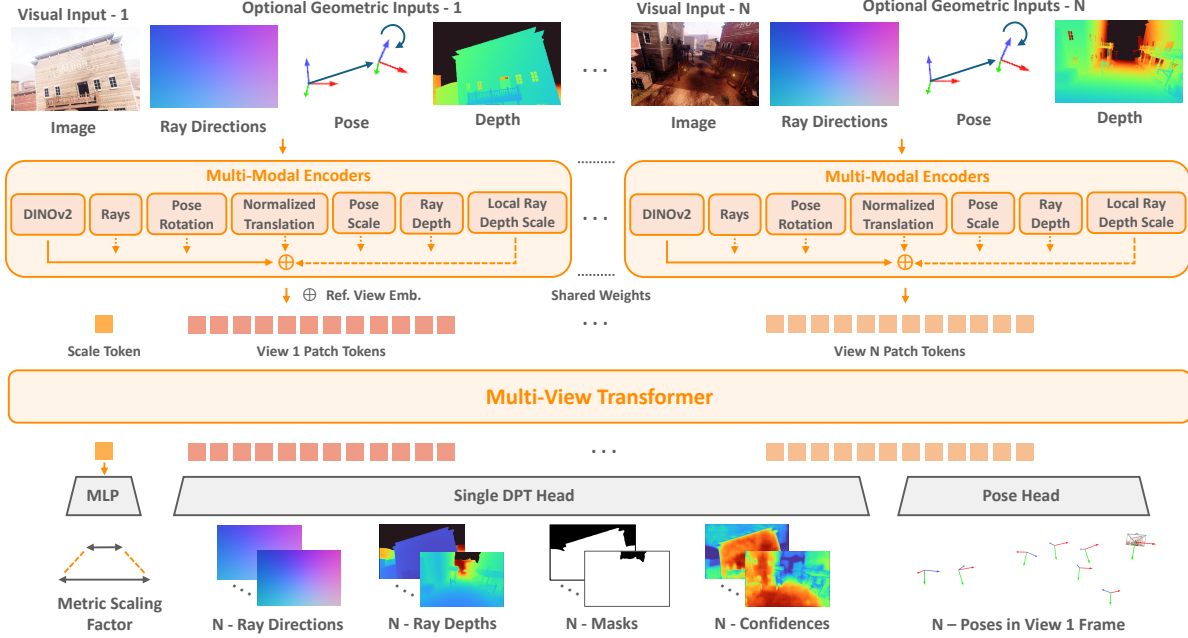 Visual Input - 1
Optional Geometric Inputs - 1
Visual Input - N
Optional Geometric Inputs - N
Image
Ray Directions
Pose
Depth
. . .
Image
Ray Directions
Pose
Depth
Multi-Modal Encoders
DINOv2
Rays
Pose
Rotation
Normalized
Translation
Pose
Scale
Ray
Depth
Local Ray
Depth Scale
. . .
Multi-Modal Encoders
DINOv2
Rays
Pose
Rotation
Normalized
Translation
Pose
Scale
Ray
Depth
Local Ray
Depth Scale
⊕ Ref. View Emb.
Shared Weights
Scale Token
View 1 Patch Tokens
. . .
View N Patch Tokens
Multi-View Transformer
. . .
MLP
Single DPT Head
Pose Head
Metric Scaling
Factor
N - Ray Directions
N - Ray Depths
N - Masks
N - Confidences
N – Poses in View 1 Frame